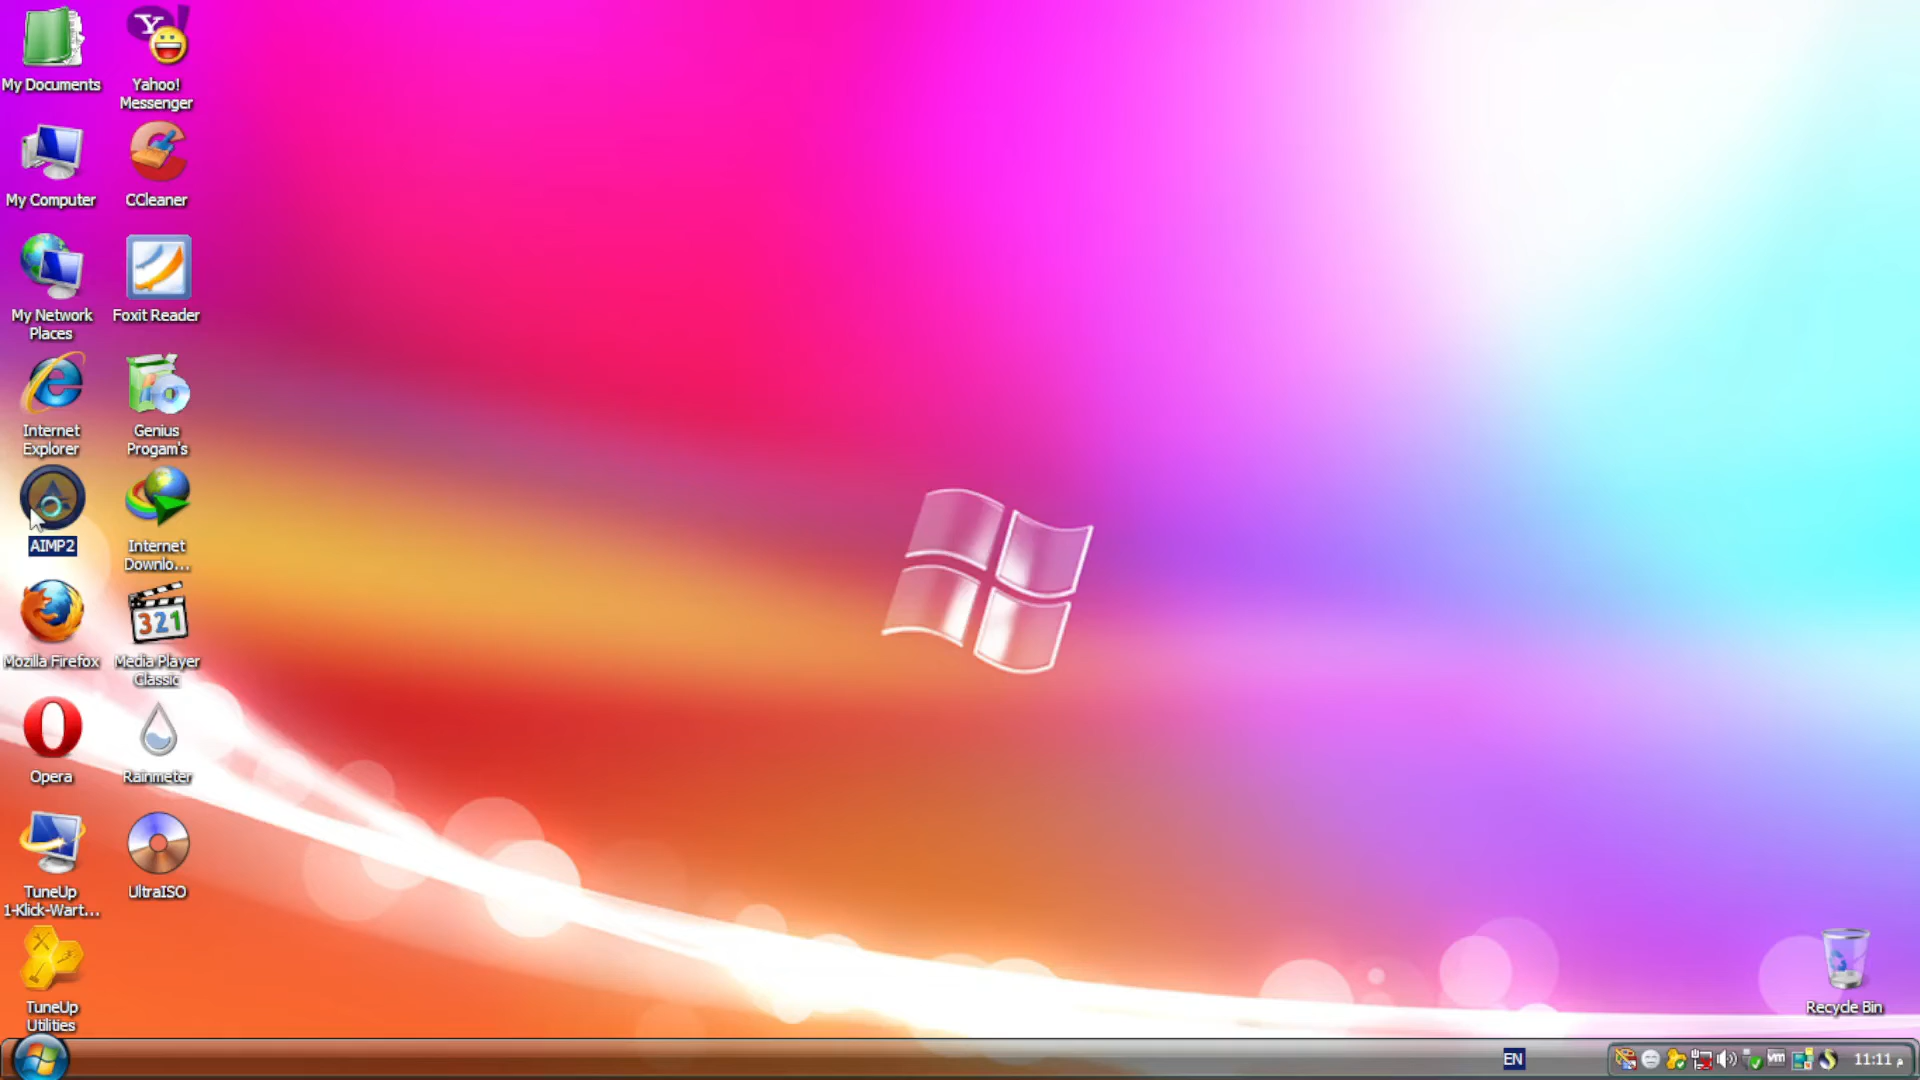 My Documents
Yahoo!
Messenger
My Computer
CCleaner
My Network
Places
Foxit Reader
Internet
Explorer
Genius
Progam's
AIMP2
Internet
Downlo...
Mozilla Firefox
321
Media Player
Classic
Opera
Rainmeter
TuneUp
1-Klick-Wart...
UltraISO
TuneUp
Utilities
Recycle Bin
EN
vm
11:11 م